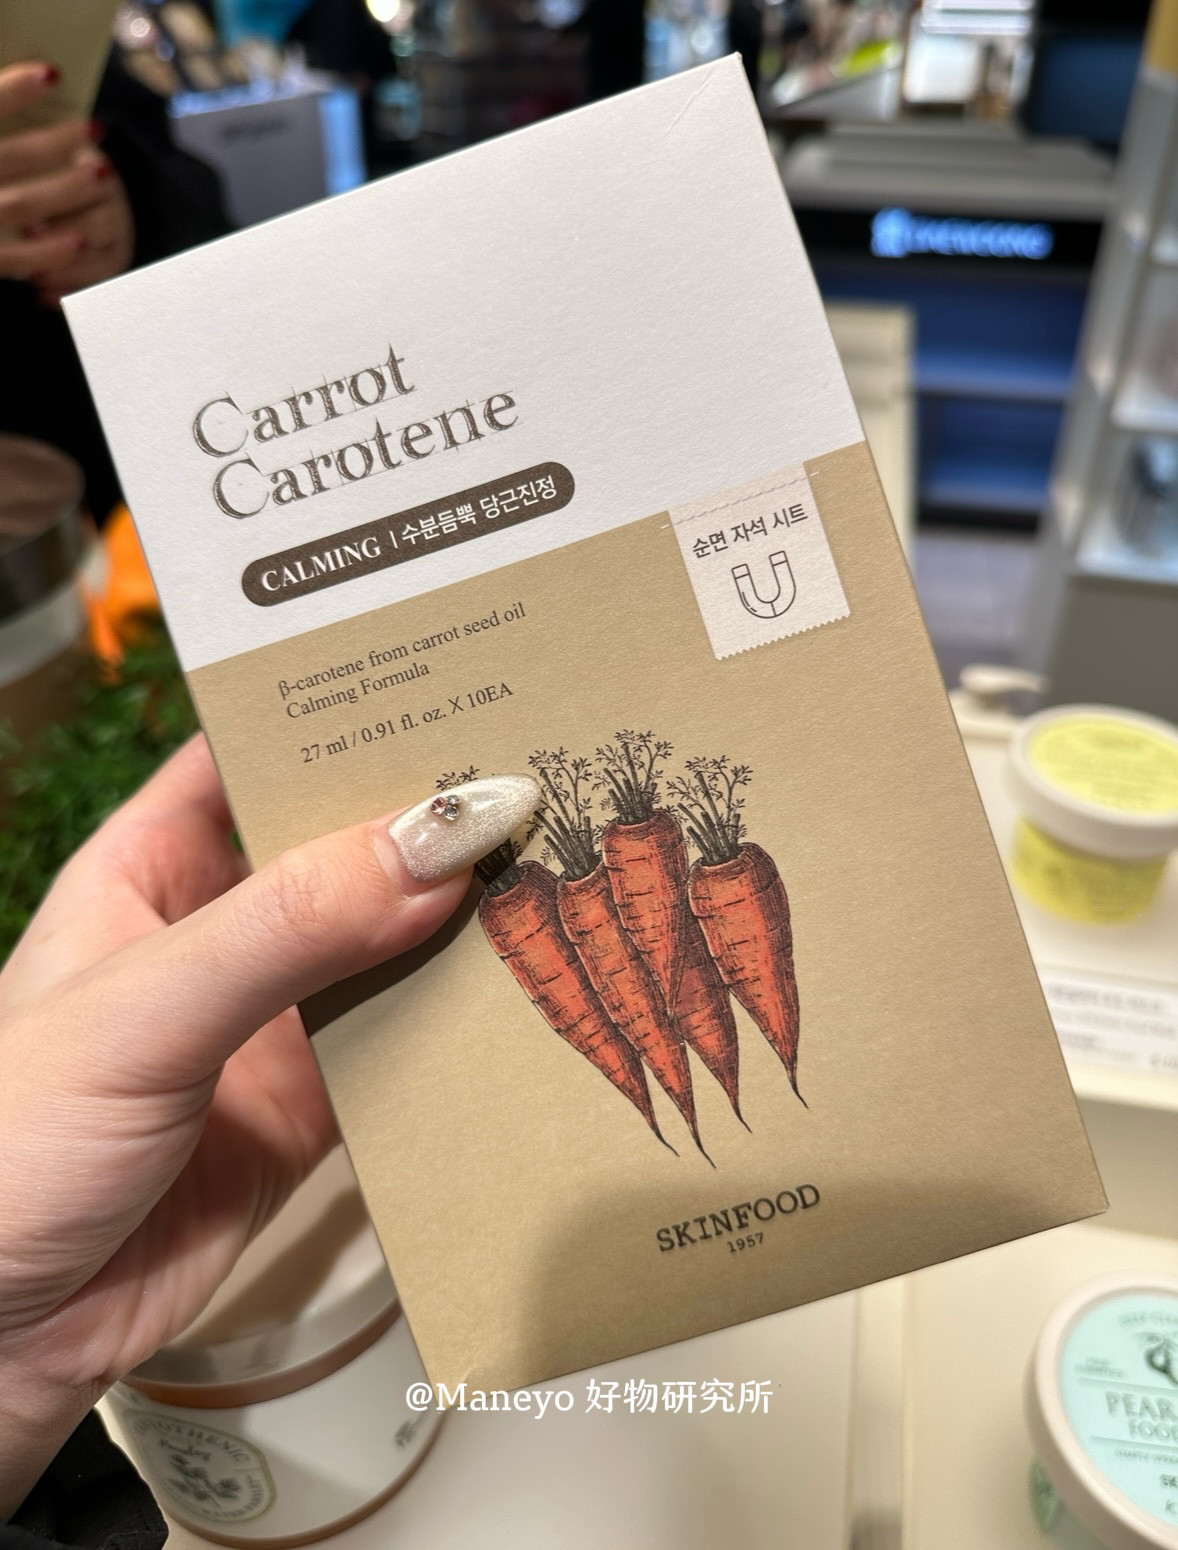 Carrot
Carotene
CALMING | 수분듬뿍 당근진정
순면 자석 시트
β-carotene from carrot seed oil
Calming Formula
27 ml / 0.91 fl. oz. X 10EA
SKINFOOD
1957
@Maneyo 好物研究所
PEAR
FOO